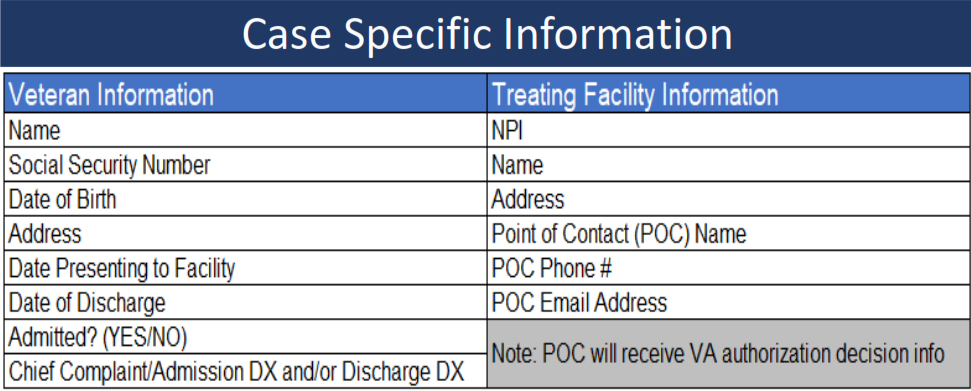 Case Specific Information
Veteran Information
Treating Facility Information
Name
NPI
Social Security Number
Name
Date of Birth
Address
Address
Point of Contact (POC) Name
Date Presenting to Facility
POC Phone #
Date of Discharge
POC Email Address
Admitted? (YES/NO)
Note: POC will receive VA authorization decision info
Chief Complaint/Admission DX and/or Discharge DX